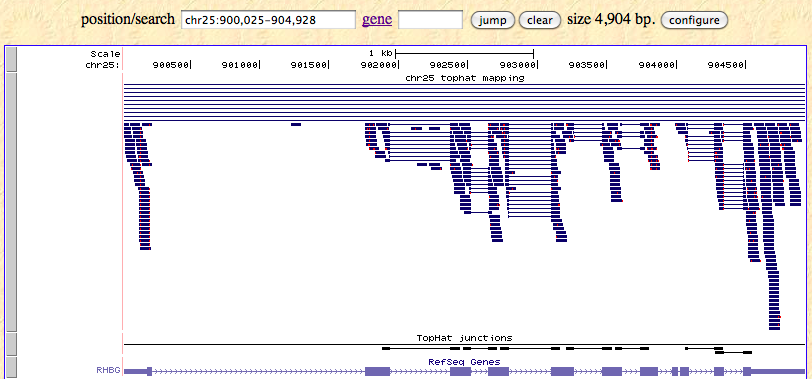 position/search chr25:900,025-904,928 gene jump clear size 4,904 bp. configure
Scale 1 kb
chr25: 900500 901000 901500 902000 902500 903000 903500 904000 904500
chr25 tophat mapping
TopHat junctions
RefSeq Genes
RHBG